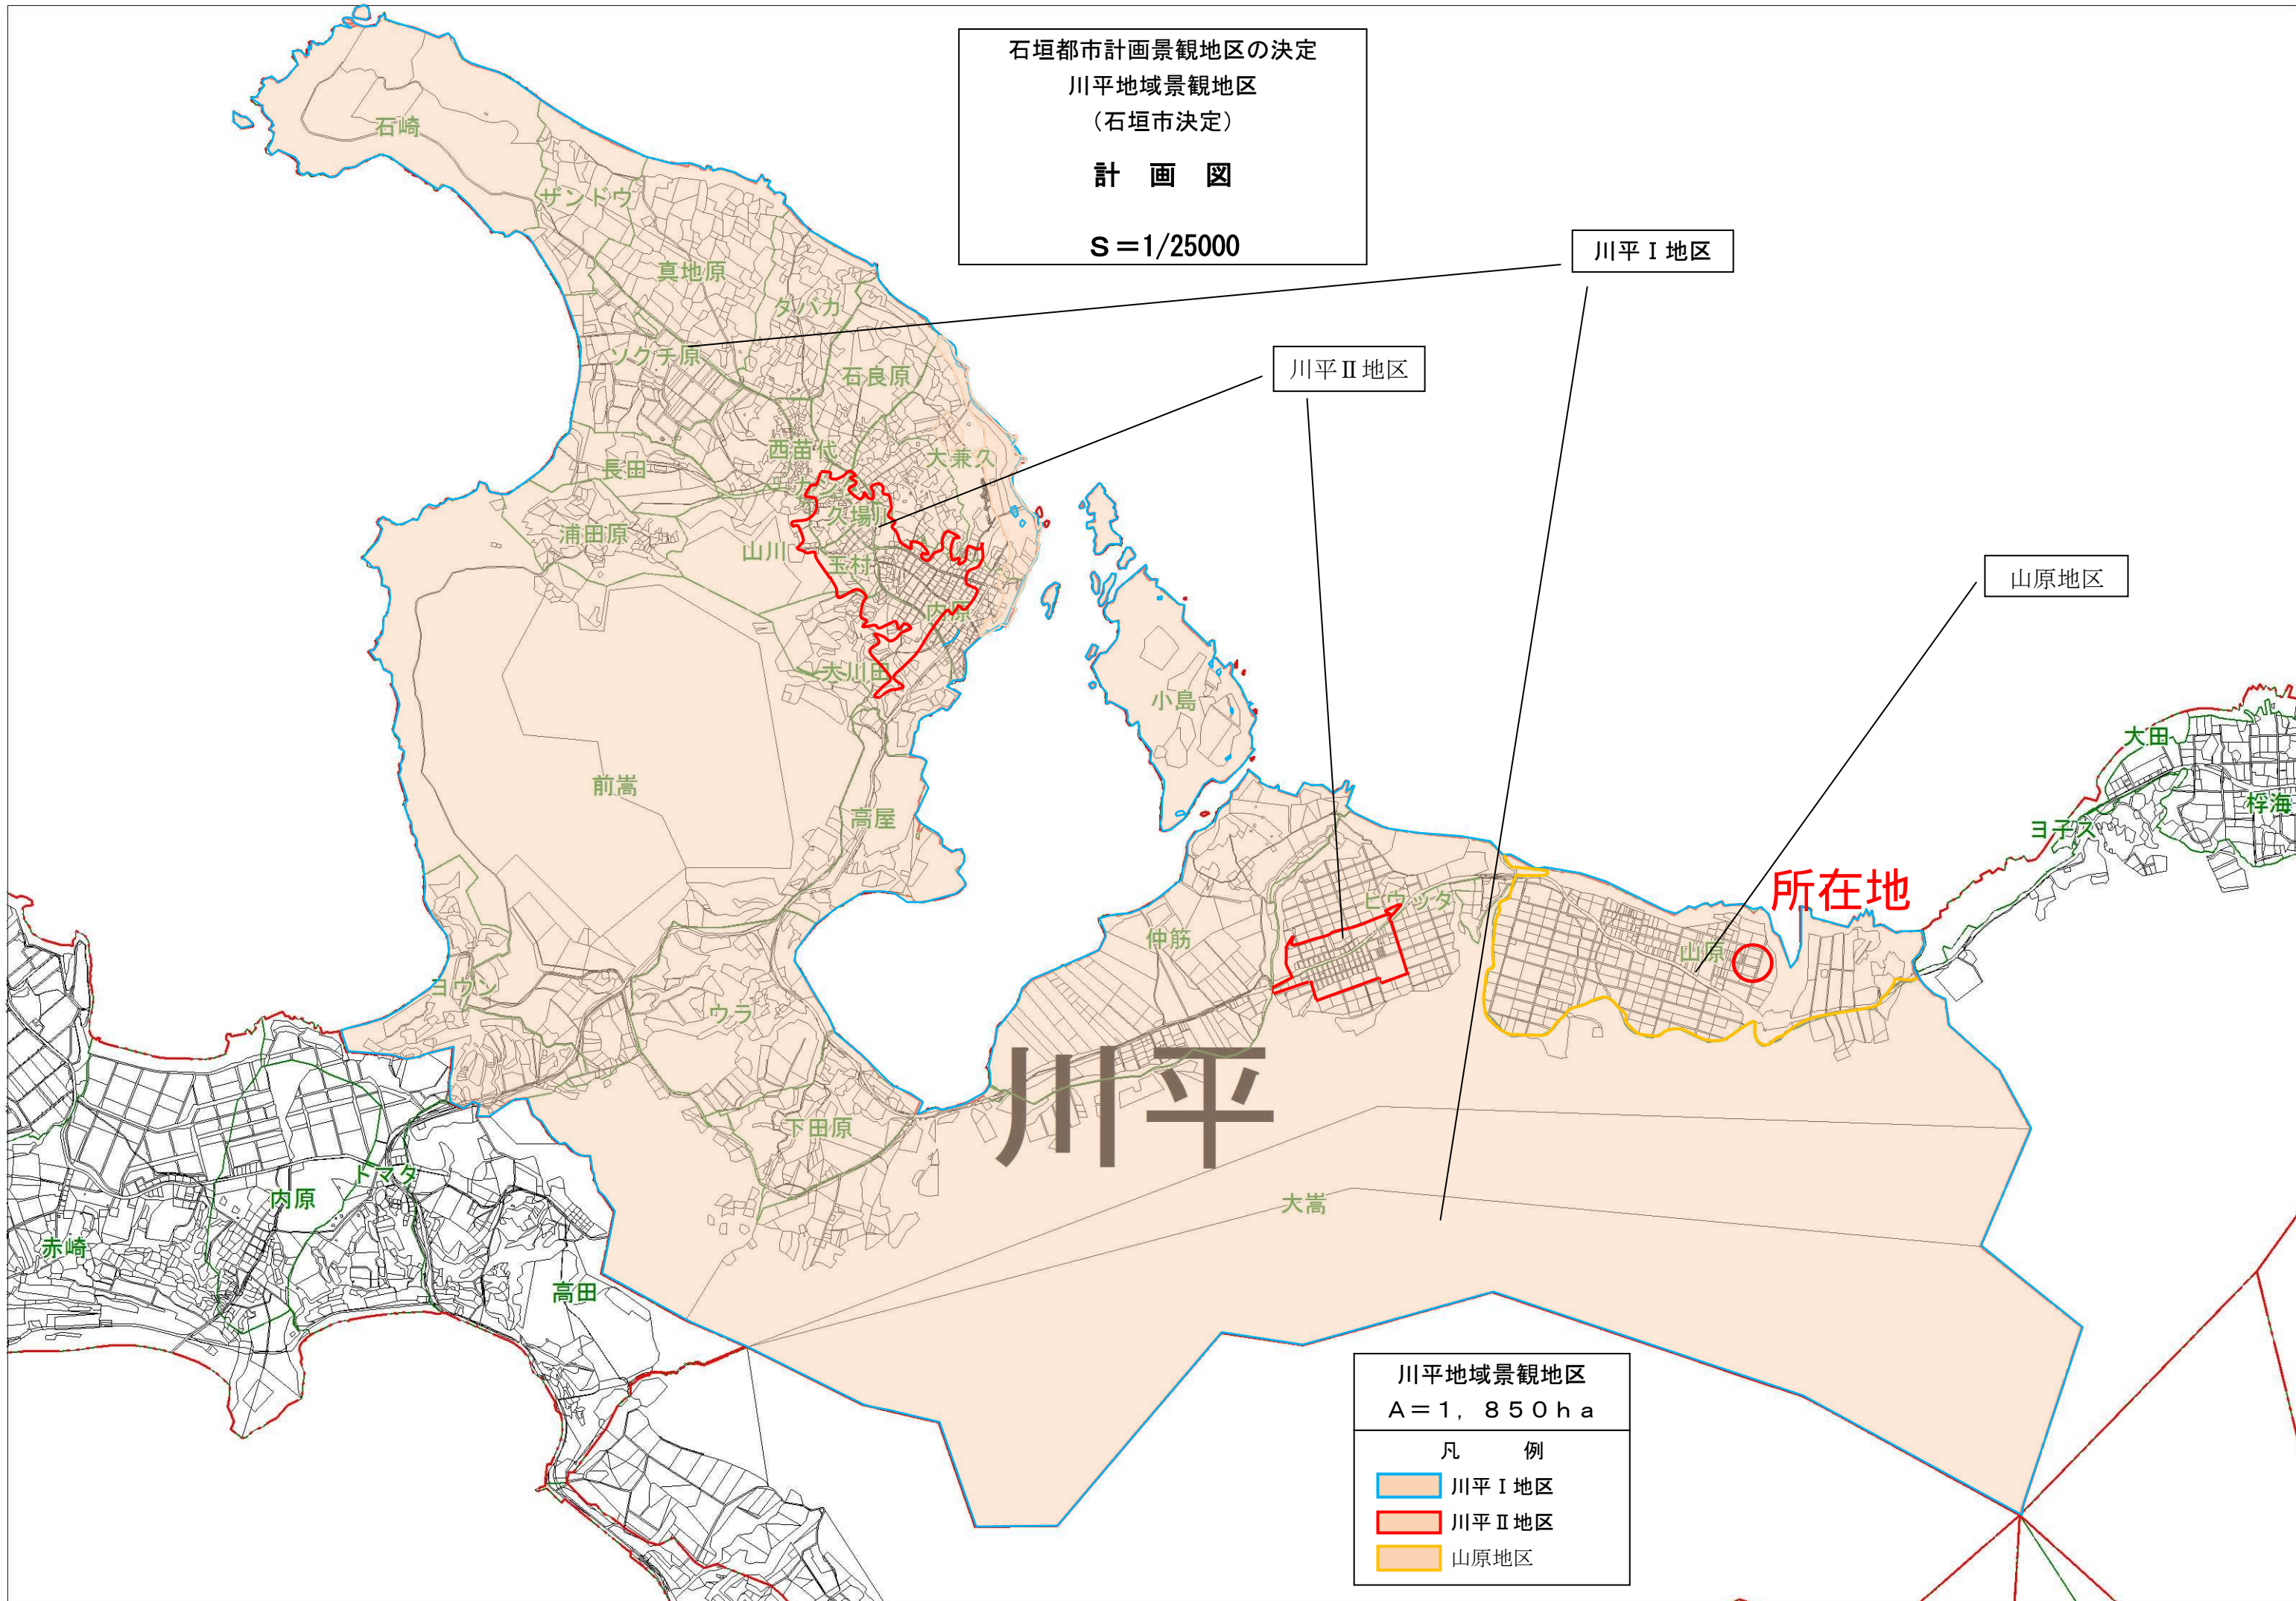 石垣都市計画景観地区の決定
川平地域景観地区
（石垣市決定）
計 画 図
S＝1/25000
川平Ⅰ地区
川平Ⅱ地区
山原地区
石崎
ザンドウ
真地原
タバカ
ソクチ原
石良原
西苗代
大兼久
長田
久場川
浦田原
山川
玉村
内原
大川田
小島
前嵩
高屋
大田
桴海
ヨ子ス
所在地
ビウッタ
仲筋
山原
ヨウン
ウラ
川平
下田原
トマタ
内原
大嵩
赤崎
高田
川平地域景観地区
A＝1，850ha
凡 例
川平Ⅰ地区
川平Ⅱ地区
山原地区